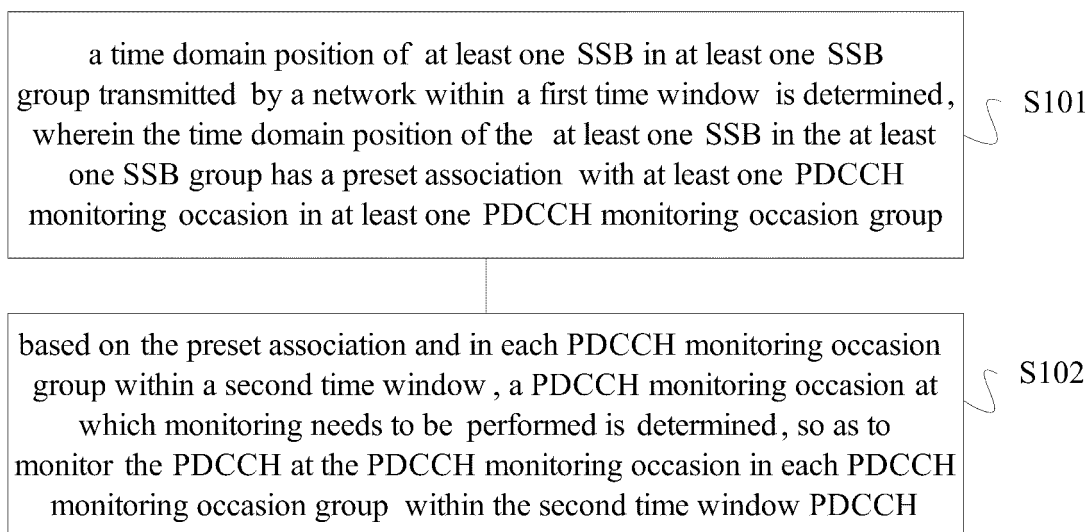 a time domain position of at least one SSB in at least one SSB
group transmitted by a network within a first time window is determined,
wherein the time domain position of the at least one SSB in the at least
one SSB group has a preset association with at least one PDCCH
monitoring occasion in at least one PDCCH monitoring occasion group
S101
based on the preset association and in each PDCCH monitoring occasion
group within a second time window , a PDCCH monitoring occasion at
which monitoring needs to be performed is determined, so as to
monitor the PDCCH at the PDCCH monitoring occasion in each PDCCH
monitoring occasion group within the second time window PDCCH
S102